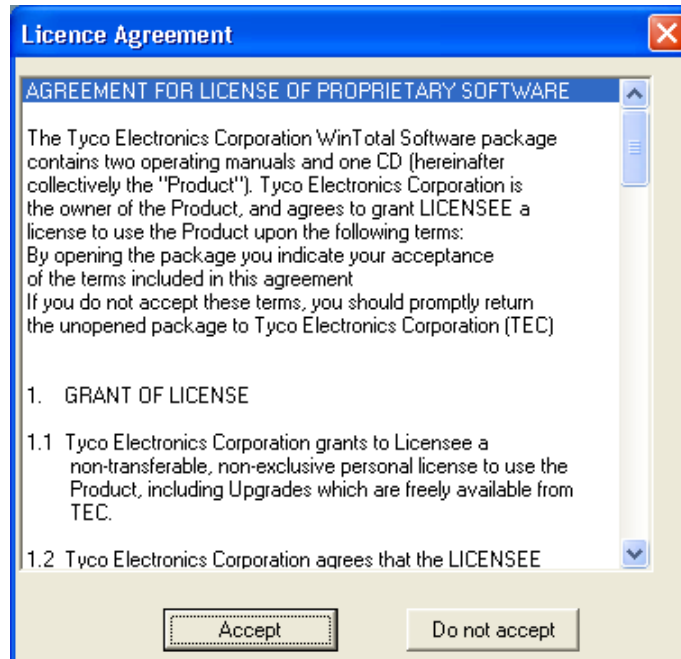 Licence Agreement
AGREEMENT FOR LICENSE OF PROPRIETARY SOFTWARE
The Tyco Electronics Corporation WinTotal Software package
contains two operating manuals and one CD (hereinafter
collectively the "Product"). Tyco Electronics Corporation is
the owner of the Product, and agrees to grant LICENSEE a
license to use the Product upon the following terms:
By opening the package you indicate your acceptance
of the terms included in this agreement
If you do not accept these terms, you should promptly return
the unopened package to Tyco Electronics Corporation (TEC)
1. GRANT OF LICENSE
1.1 Tyco Electronics Corporation grants to Licensee a
non-transferable, non-exclusive personal license to use the
Product, including Upgrades which are freely available from
TEC.
1.2 Tyco Electronics Corporation agrees that the LICENSEE
Accept Do not accept